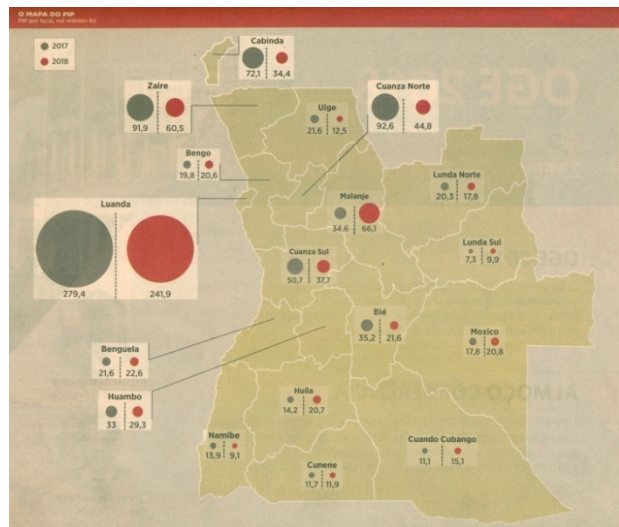 O MAPA DO PIP
PIP por local, mil milhões Kz
2017
2018
Cabinda
72,1 34,4
Zaire
91,9 60,5
Uíge
21,6 12,5
Cuanza Norte
92,6 44,8
Bengo
19,8 20,6
Lunda Norte
20,3 17,8
Malanje
34,6 66,1
Luanda
279,4 241,9
Lunda Sul
7,3 9,9
Cuanza Sul
50,7 37,7
Bié
35,2 21,6
Moxico
17,8 20,8
Benguela
21,6 22,6
Huambo
33 29,3
Huíla
14,2 20,7
Namibe
13,9 9,1
Cunene
11,7 11,9
Cuando Cubango
11,1 15,1